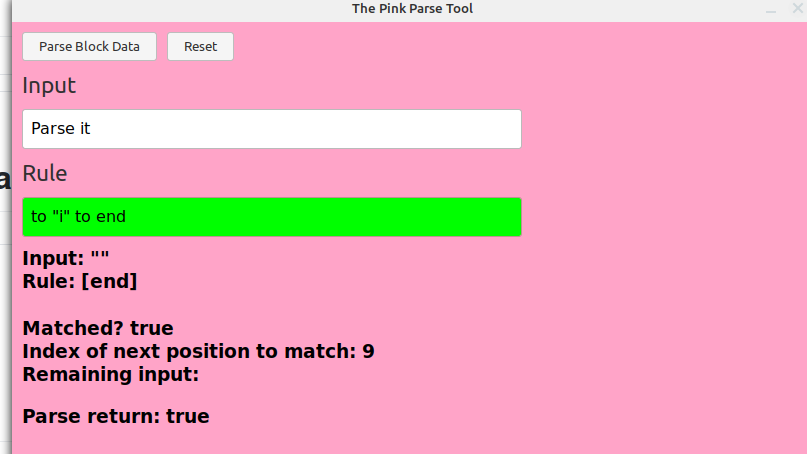 The Pink Parse Tool
Parse Block Data Reset
Input
Parse it
Rule
to "i" to end
Input: ""
Rule: [end]
Matched? true
Index of next position to match: 9
Remaining input:
Parse return: true
a